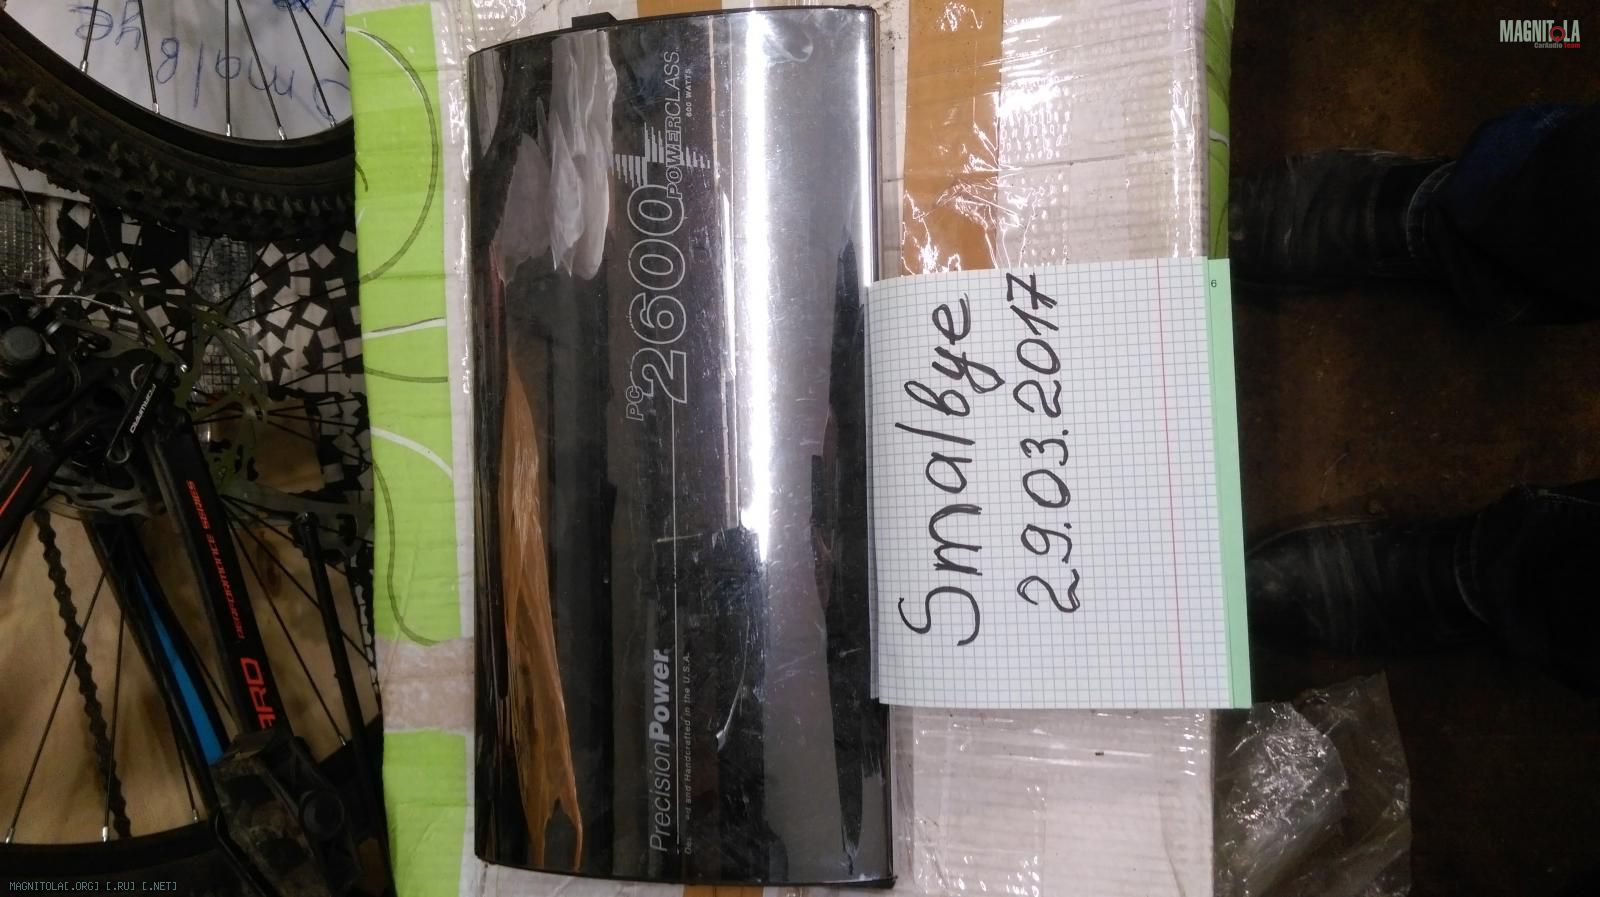 PC
2600
POWERCLASS.
600 WATTS
PrecisionPower
and Handcrafted in the U.S.A.
Smalbye
29.03.2017
6
PERFORMANCE SERIES
Smalbye
MAGNITOLA
CarAudio Team
MAGNITOLA[.ORG] [.RU] [.NET]